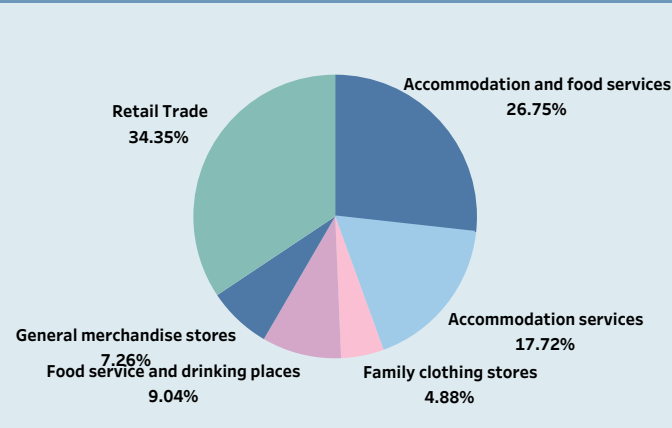 Accommodation and food services
26.75%
Retail Trade
34.35%
Accommodation services
17.72%
General merchandise stores
7.26%
Food service and drinking places
9.04%
Family clothing stores
4.88%